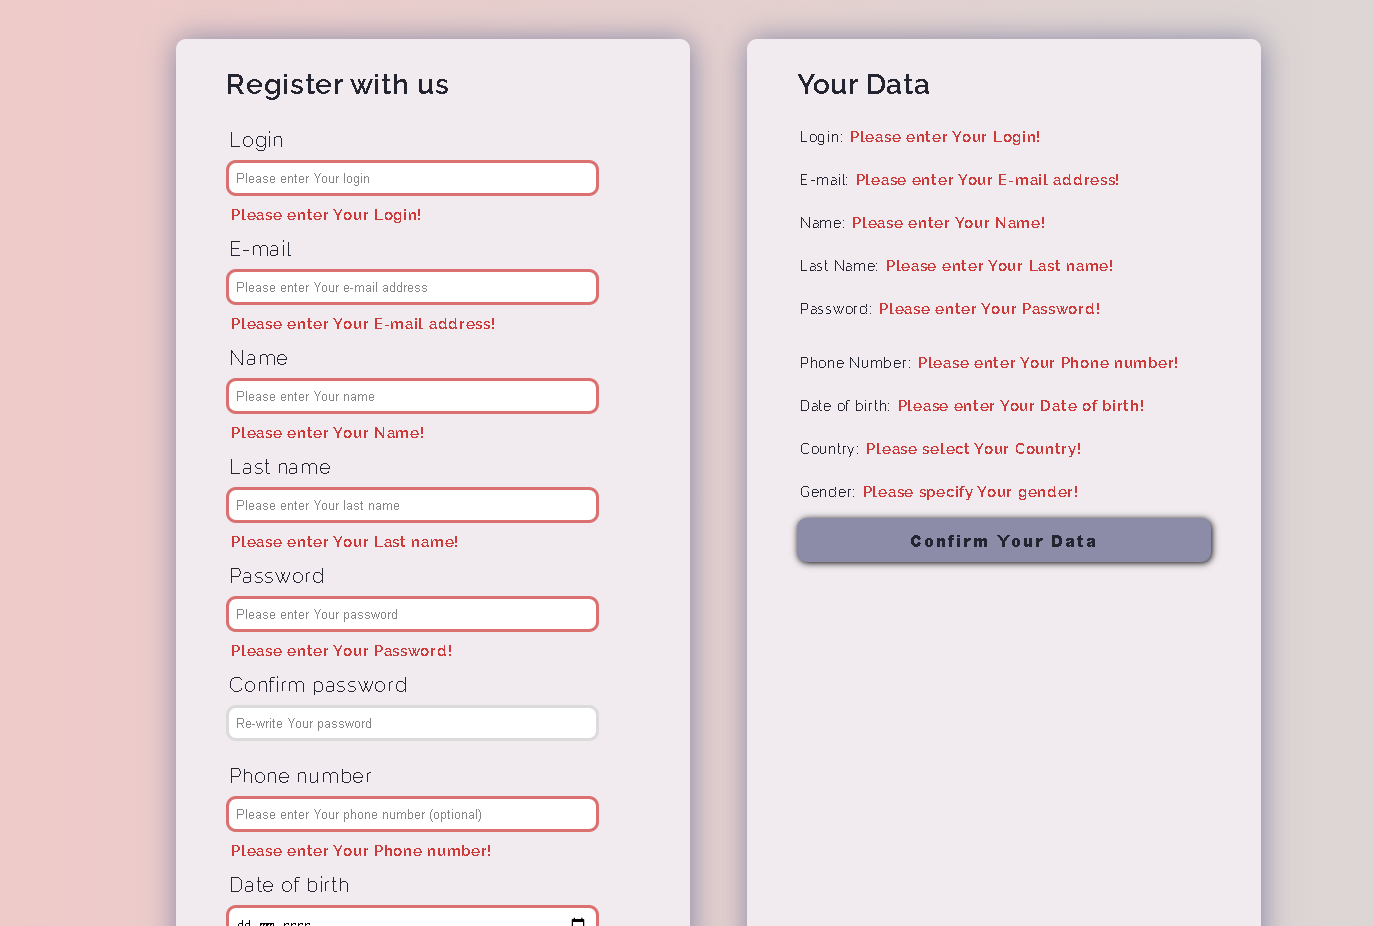 Register with us
Login
Please enter Your login
Please enter Your Login!
E-mail
Please enter Your e-mail address
Please enter Your E-mail address!
Name
Please enter Your name
Please enter Your Name!
Last name
Please enter Your last name
Please enter Your Last name!
Password
Please enter Your password
Please enter Your Password!
Confirm password
Re-write Your password
Phone number
Please enter Your phone number (optional)
Please enter Your Phone number!
Date of birth
dd.mm.rrrr
Your Data
Login: Please enter Your Login!
E-mail: Please enter Your E-mail address!
Name: Please enter Your Name!
Last Name: Please enter Your Last name!
Password: Please enter Your Password!
Phone Number: Please enter Your Phone number!
Date of birth: Please enter Your Date of birth!
Country: Please select Your Country!
Gender: Please specify Your gender!
Confirm Your Data